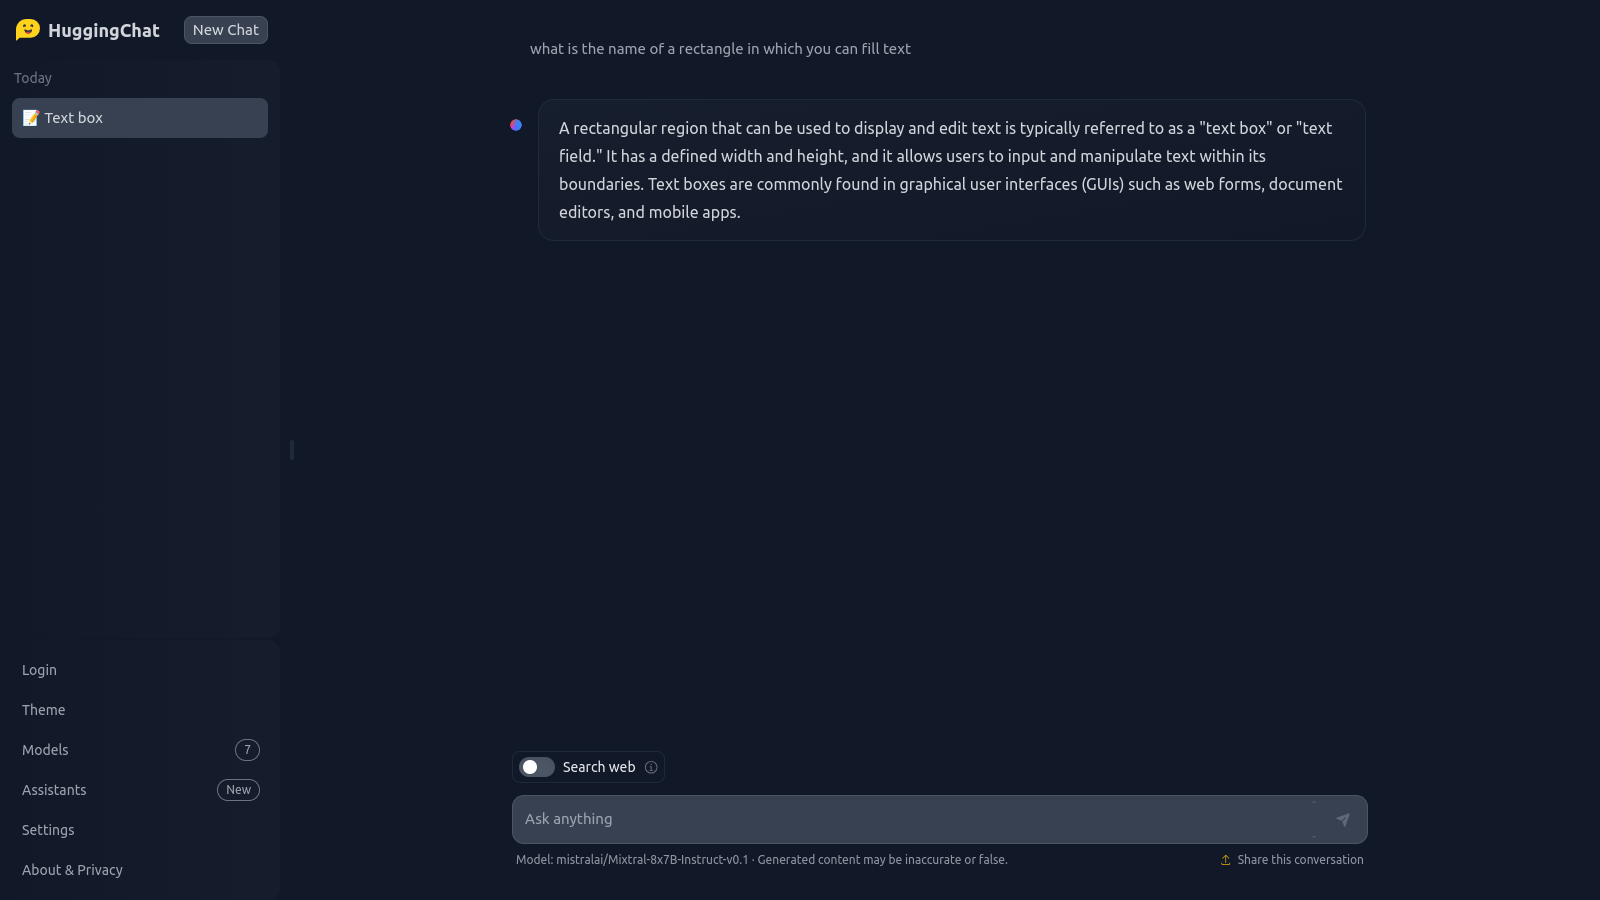 HuggingChat
New Chat
Today
📝 Text box
Login
Theme
Models 7
Assistants New
Settings
About & Privacy
what is the name of a rectangle in which you can fill text
A rectangular region that can be used to display and edit text is typically referred to as a "text box" or "text
field." It has a defined width and height, and it allows users to input and manipulate text within its
boundaries. Text boxes are commonly found in graphical user interfaces (GUIs) such as web forms, document
editors, and mobile apps.
Search web
Ask anything
Model: mistralai/Mixtral-8x7B-Instruct-v0.1 · Generated content may be inaccurate or false.
Share this conversation